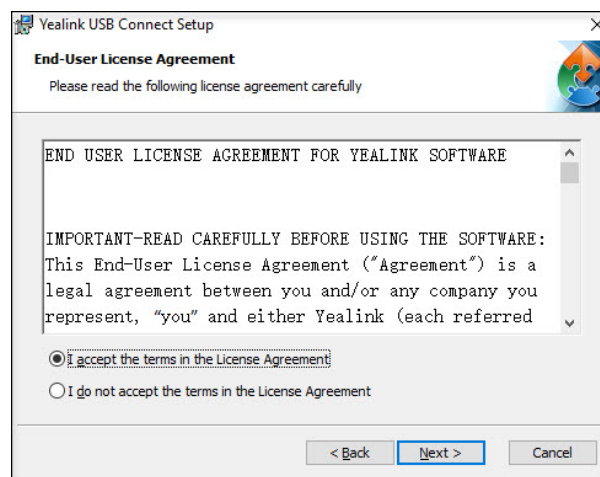 Yealink USB Connect Setup
End-User License Agreement
Please read the following license agreement carefully
END USER LICENSE AGREEMENT FOR YEALINK SOFTWARE
IMPORTANT-READ CAREFULLY BEFORE USING THE SOFTWARE:
This End-User License Agreement ("Agreement") is a
legal agreement between you and/or any company you
represent, “you” and either Yealink (each referred
I accept the terms in the License Agreement
I do not accept the terms in the License Agreement
< Back Next > Cancel